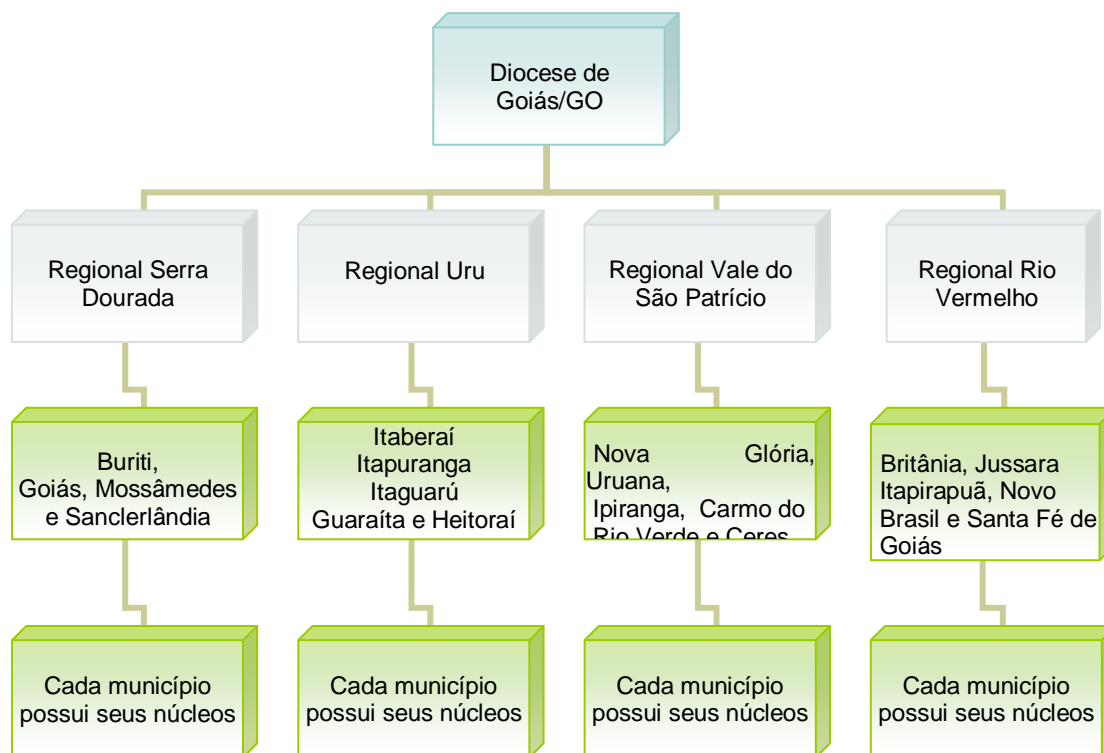 Diocese de
Goiás/GO
Regional Serra
Dourada
Regional Uru
Regional Vale do
São Patrício
Regional Rio
Vermelho
Buriti,
Goiás, Mossâmedes
e Sanclerlândia
Itaberaí
Itapuranga
Itaguarú
Guaraíta e Heitoraí
Nova Glória,
Uruana,
Ipiranga, Carmo do
Rio Verde e Ceres
Britânia, Jussara
Itapirapuã, Novo
Brasil e Santa Fé de
Goiás
Cada município
possui seus núcleos
Cada município
possui seus núcleos
Cada município
possui seus núcleos
Cada município
possui seus núcleos